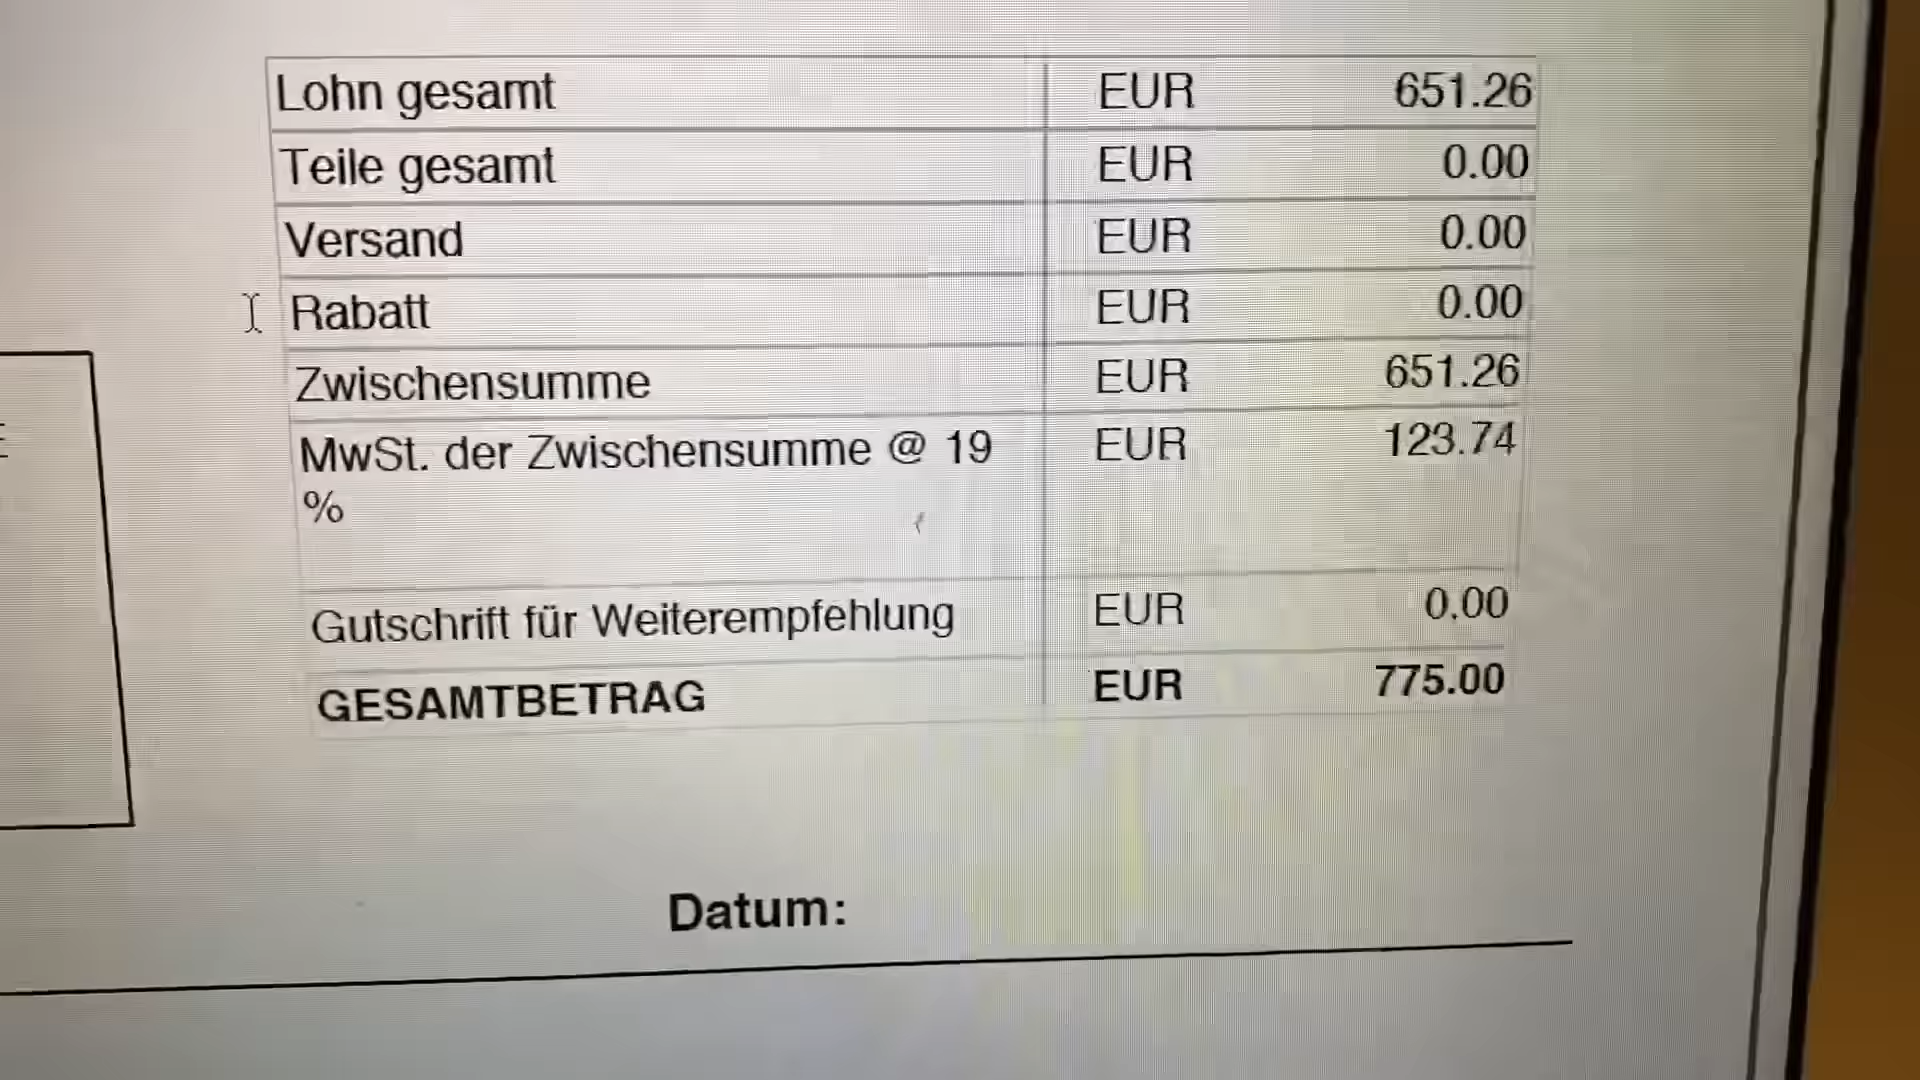 Lohn gesamt EUR 651.26
Teile gesamt EUR 0.00
Versand EUR 0.00
Rabatt EUR 0.00
Zwischensumme EUR 651.26
MwSt. der Zwischensumme @ 19 EUR 123.74
%
Gutschrift für Weiterempfehlung EUR 0.00
GESAMTBETRAG EUR 775.00
Datum: